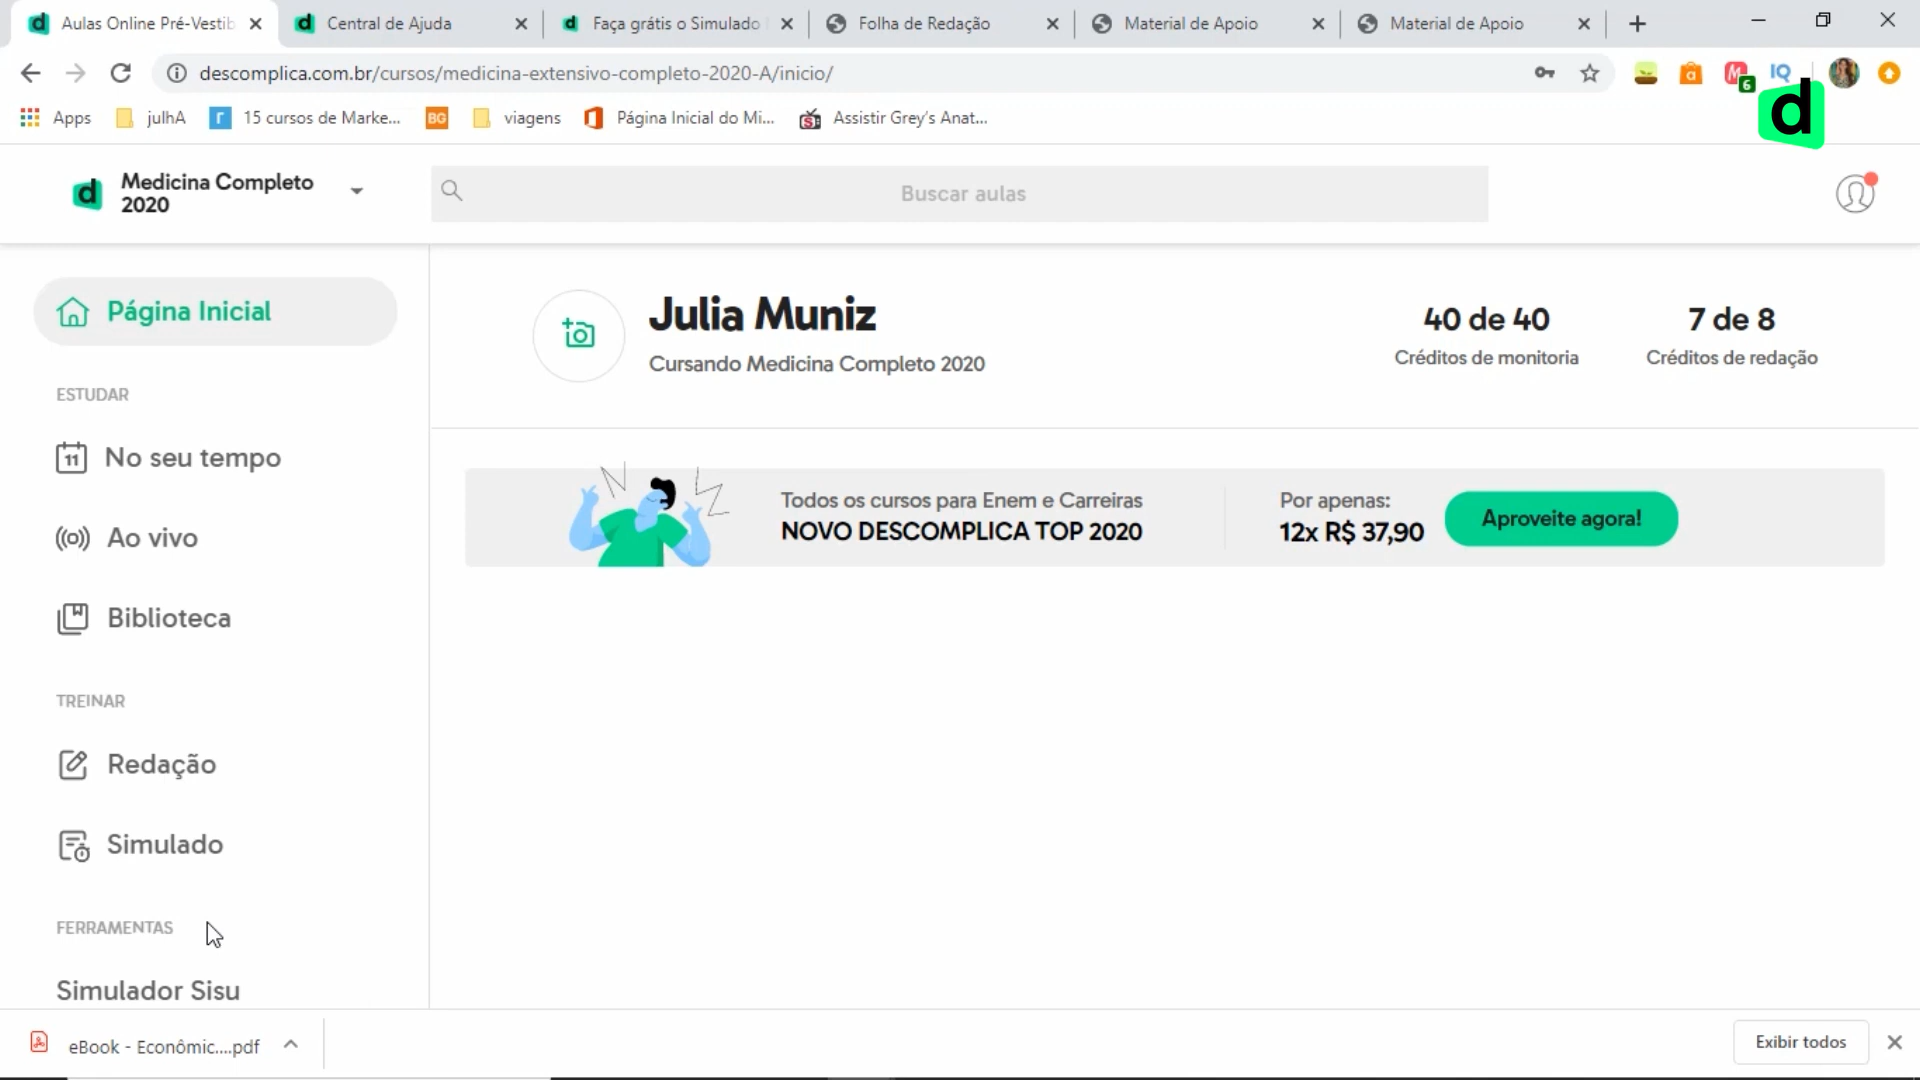 Aulas Online Pré-Vestib
Central de Ajuda
Faça grátis o Simulado
Folha de Redação
Material de Apoio
Material de Apoio
descomplica.com.br/cursos/medicina-extensivo-completo-2020-A/inicio/
6
IQ
Apps
julhA
15 cursos de Marke...
BG
viagens
Página Inicial do Mi...
Assistir Grey's Anat...
d
d
Medicina Completo
2020
Buscar aulas
Página Inicial
Julia Muniz
Cursando Medicina Completo 2020
40 de 40
Créditos de monitoria
7 de 8
Créditos de redação
ESTUDAR
11
No seu tempo
Ao vivo
Biblioteca
Todos os cursos para Enem e Carreiras
NOVO DESCOMPLICA TOP 2020
Por apenas:
12x R$ 37,90
Aproveite agora!
TREINAR
Redação
Simulado
FERRAMENTAS
Simulador Sisu
eBook - Econômic....pdf
Exibir todos